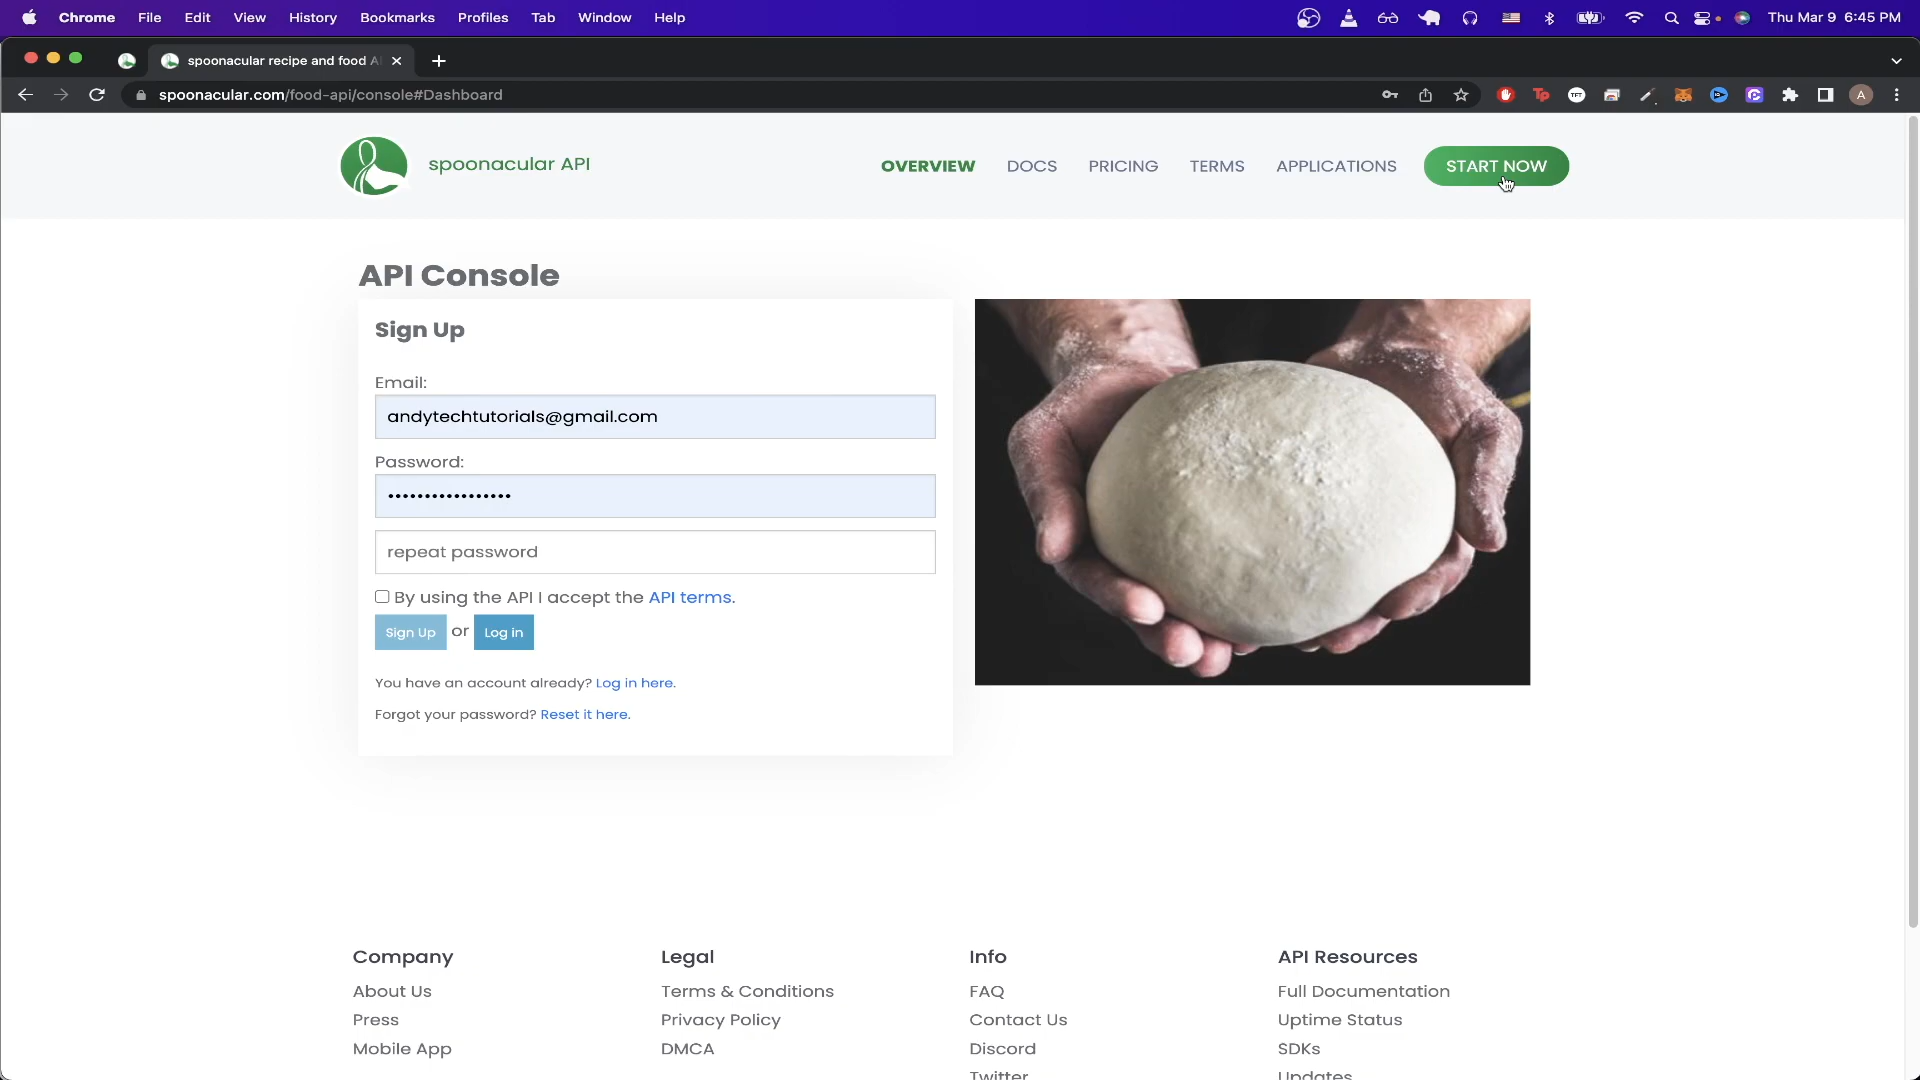 Chrome File Edit View History Bookmarks Profiles Tab Window Help Thu Mar 9 6:45 PM
spoonacular recipe and food A
spoonacular.com/food-api/console#Dashboard
spoonacular API OVERVIEW DOCS PRICING TERMS APPLICATIONS START NOW
API Console
Sign Up
Email:
andytechtutorials@gmail.com
Password:
•••••••••••••••••
repeat password
By using the API I accept the API terms.
Sign Up or Log in
You have an account already? Log in here.
Forgot your password? Reset it here.
Company Legal Info API Resources
About Us Terms & Conditions FAQ Full Documentation
Press Privacy Policy Contact Us Uptime Status
Mobile App DMCA Discord SDKs
Twitter Updates